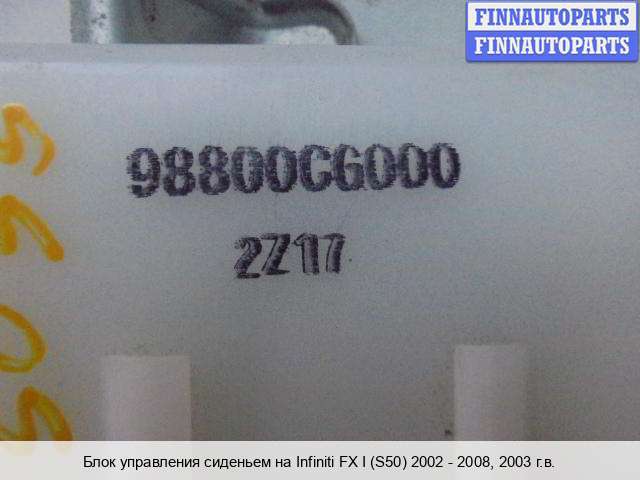 FINNAUTOPARTS
FINNAUTOPARTS
98800CG000
2Z17
Блок управления сиденьем на Infiniti FX I (S50) 2002 - 2008, 2003 г.в.